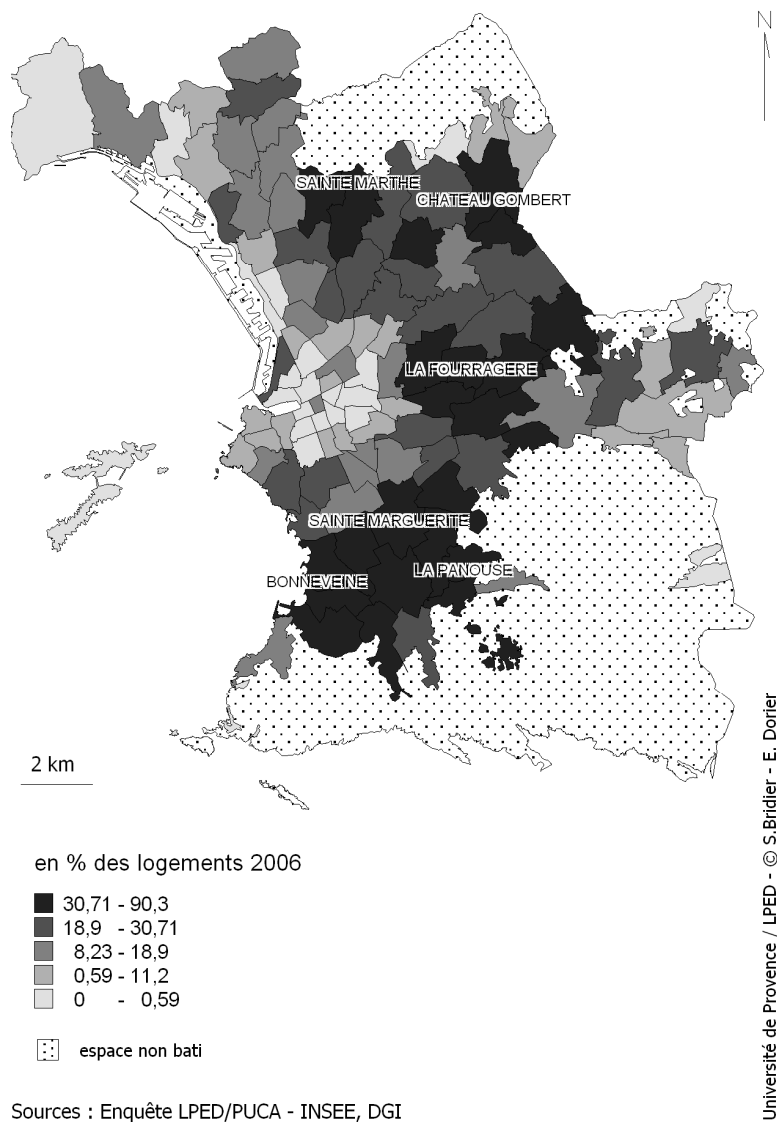 N
SAINTE MARTHE
CHATEAU GOMBERT
LA FOURRAGERE
SAINTE MARGUERITE
LA PANOUSE
BONNEVEINE
2 km
en % des logements 2006
30,71 - 90,3
18,9 - 30,71
8,23 - 18,9
0,59 - 11,2
0 - 0,59
espace non bati
Sources : Enquête LPED/PUCA - INSEE, DGI
Université de Provence / LPED - © S.Bridier - E. Dorier